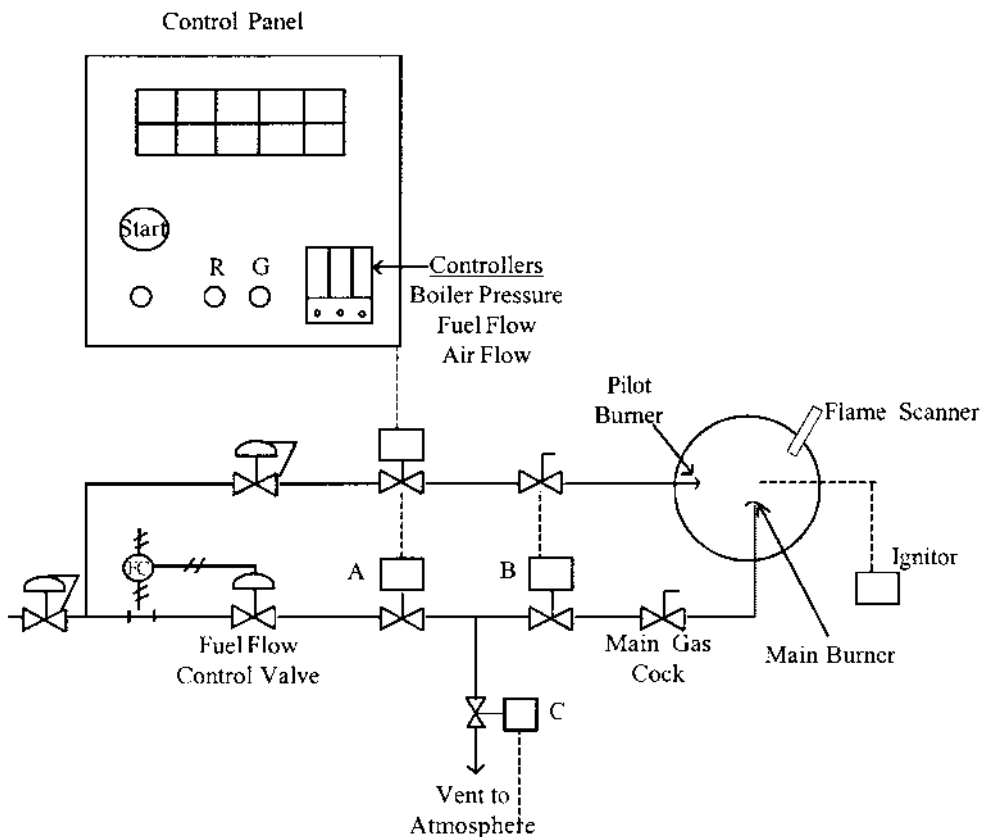 Control Panel
Start
R G
Controllers
Boiler Pressure
Fuel Flow
Air Flow
Pilot
Burner
Flame Scanner
FC
A
B
Ignitor
Fuel Flow
Control Valve
Main Gas
Cock
Main Burner
C
Vent to
Atmosphere